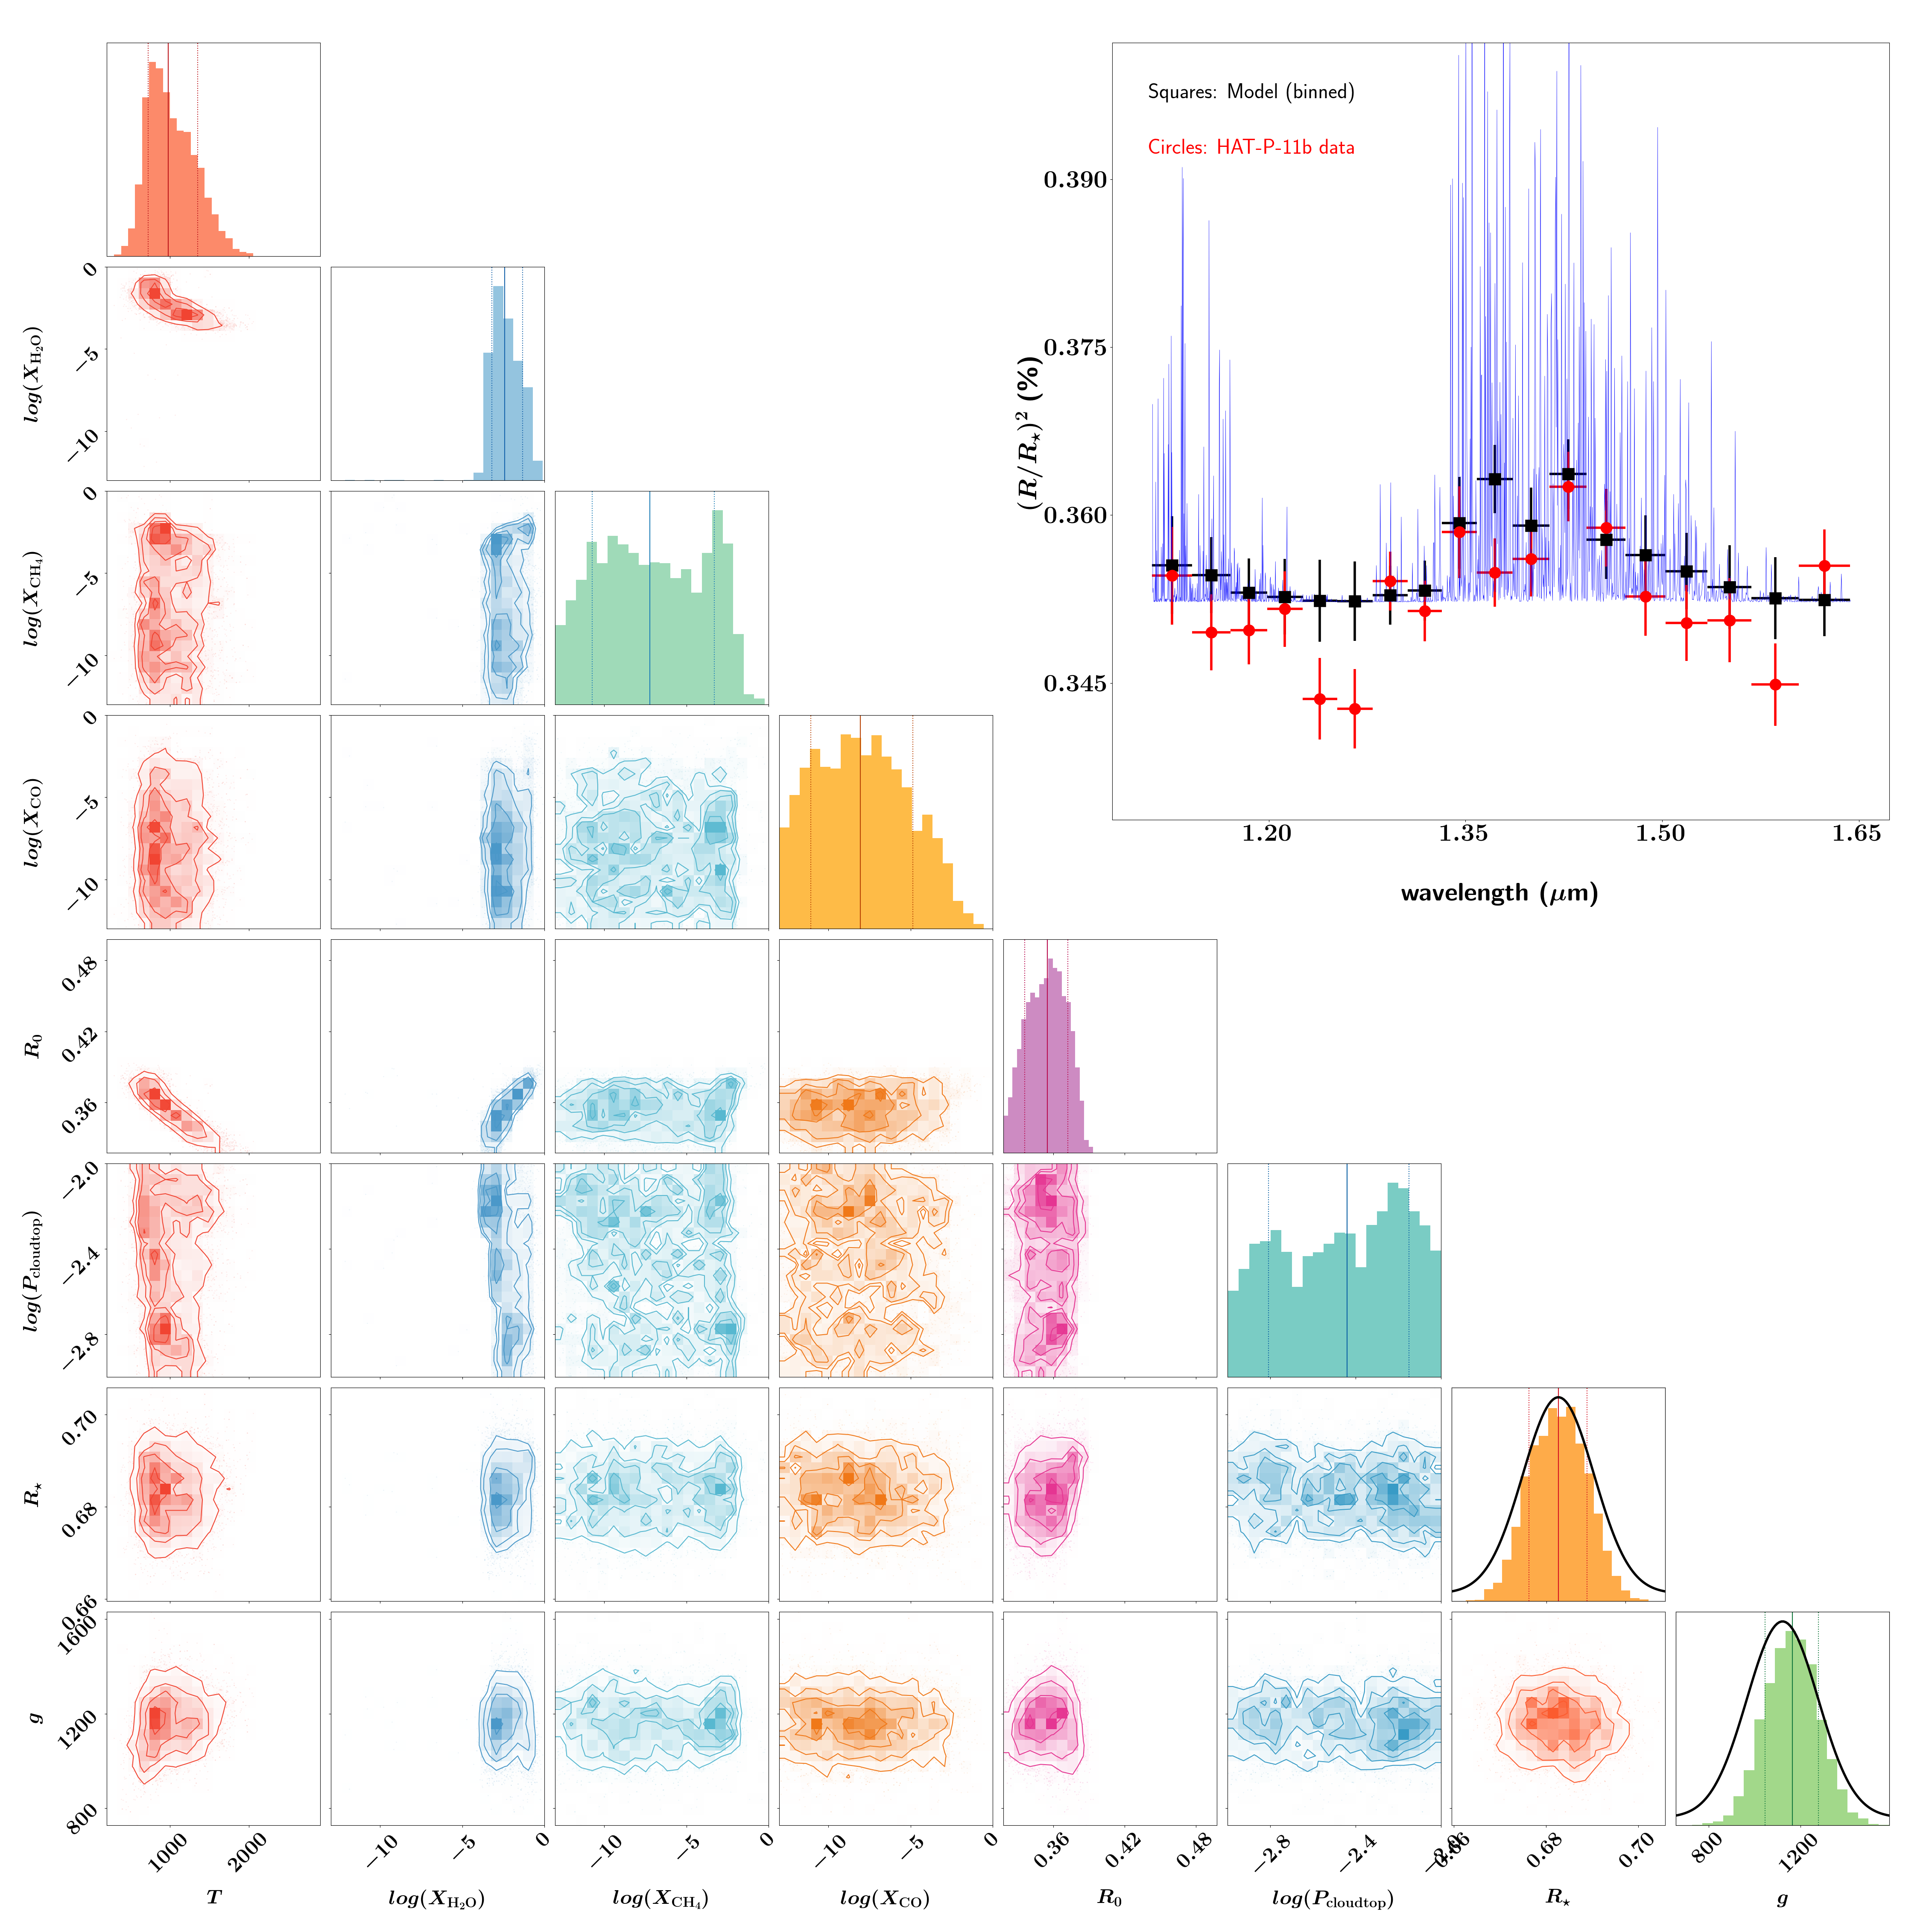 Squares: Model (binned)
Circles: HAT-P-11b data
0.390
0.375
0.360
0.345
(R/R⋆)² (%)
1.20 1.35 1.50 1.65
wavelength (μm)
0
−5
−10
log(X_H₂O)
0
−5
−10
log(X_CH₄)
0
−5
−10
log(X_CO)
0.48
0.42
0.36
R₀
−2.0
−2.4
−2.8
log(P_cloudtop)
0.70
0.68
0.66
R⋆
1600
1200
800
g
1000 2000 −10 −5 0 −10 −5 0 −10 −5 0 0.36 0.42 0.48 −2.8 −2.4 −2.0 0.66 0.68 0.70 800 1200
T log(X_H₂O) log(X_CH₄) log(X_CO) R₀ log(P_cloudtop) R⋆ g